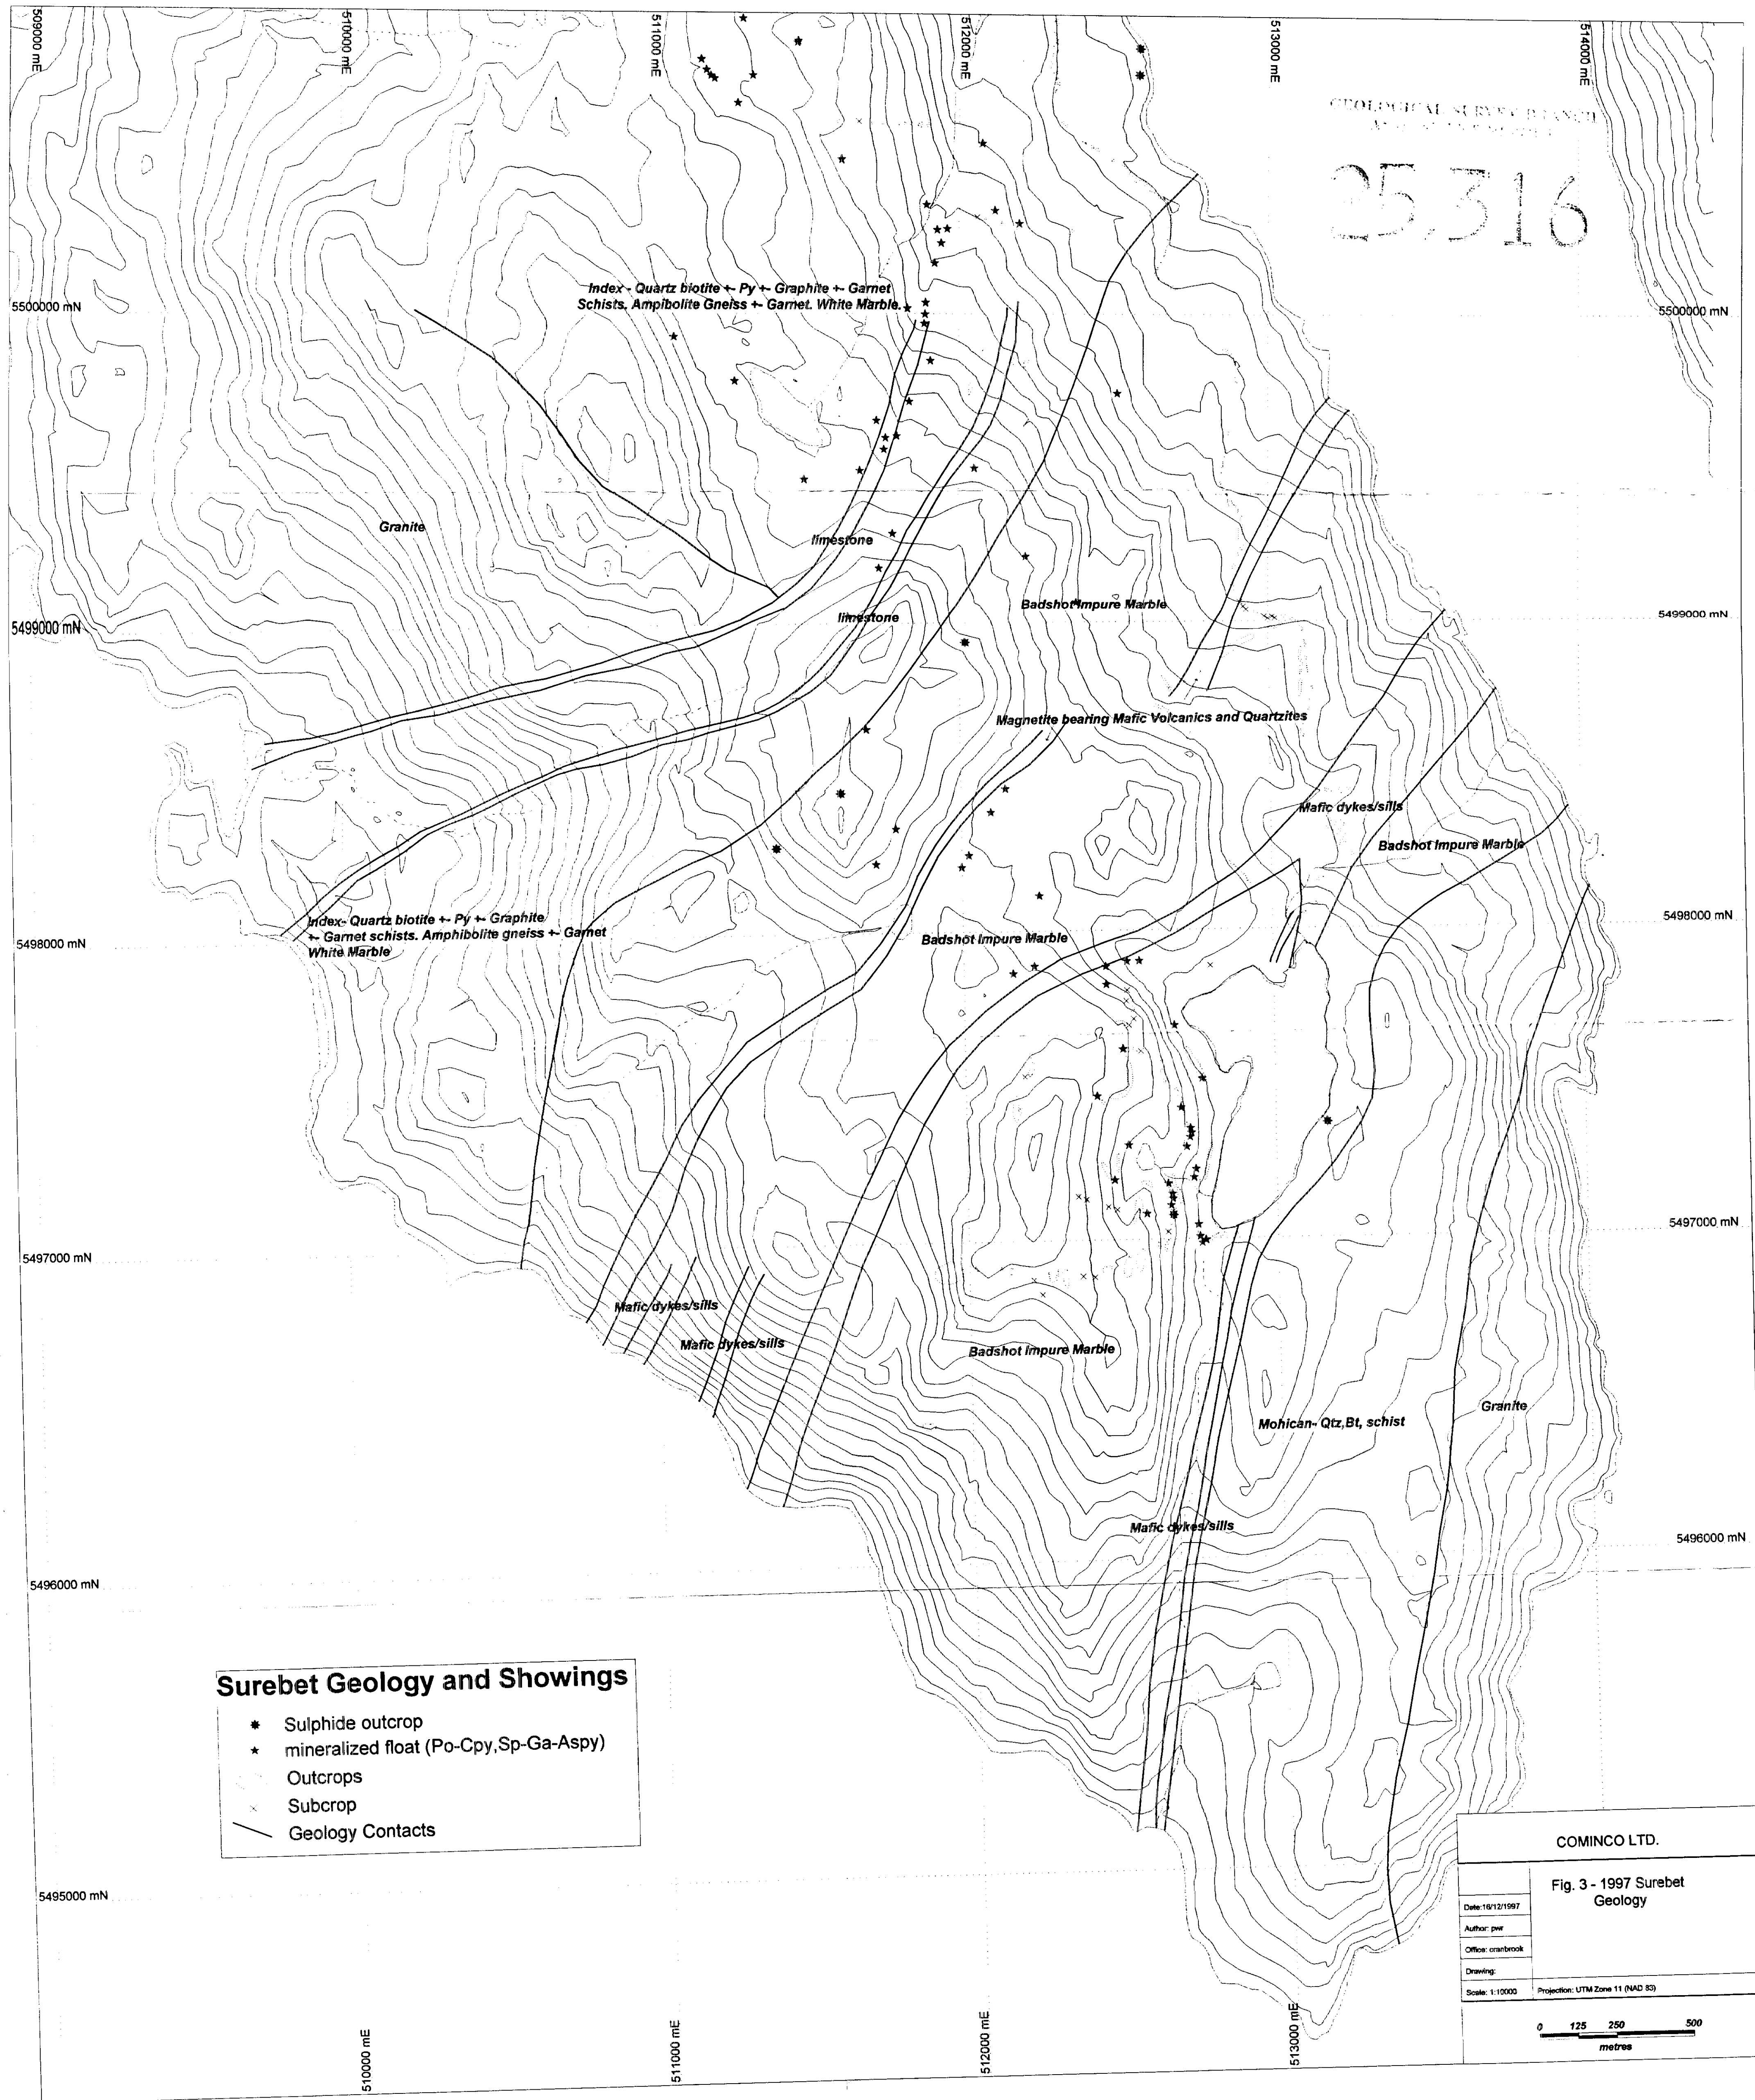 509000 mE
510000 mE
511000 mE
512000 mE
513000 mE
514000 mE
GEOLOGICAL SURVEY BRANCH
25,316
Index - Quartz biotite +- Py +- Graphite +- Garnet
Schists. Ampibolite Gneiss +- Garnet. White Marble.
5500000 mN
5500000 mN
Granite
limestone
Badshot Impure Marble
limestone
5499000 mN
5499000 mN
Magnetite bearing Mafic Volcanics and Quartzites
Mafic dykes/sills
Badshot Impure Marble
Index- Quartz biotite +- Py +- Graphite
+- Garnet schists. Amphibolite gneiss +- Garnet
White Marble
Badshot Impure Marble
5498000 mN
5498000 mN
5497000 mN
5497000 mN
Mafic dykes/sills
Mafic dykes/sills
Badshot Impure Marble
Mohican- Qtz,Bt, schist
Granite
Mafic dykes/sills
5496000 mN
5496000 mN
Surebet Geology and Showings
Sulphide outcrop
mineralized float (Po-Cpy,Sp-Ga-Aspy)
Outcrops
Subcrop
Geology Contacts
5495000 mN
COMINCO LTD.
Fig. 3 - 1997 Surebet
Geology
Date:16/12/1997
Author: pwr
Office: cranbrook
Drawing:
Scale: 1:10000
Projection: UTM Zone 11 (NAD 83)
0 125 250 500
metres
510000 mE
511000 mE
512000 mE
513000 mE